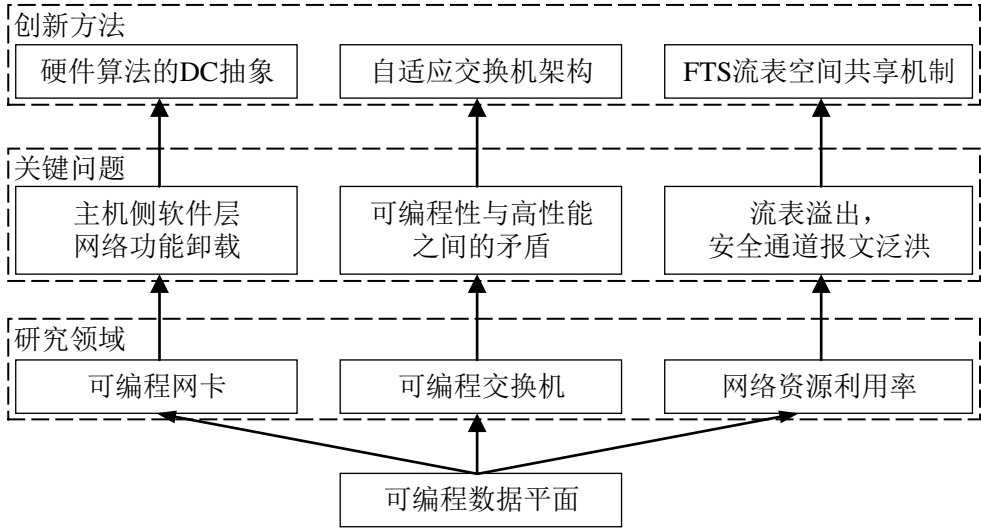 创新方法
硬件算法的DC抽象
自适应交换机架构
FTS流表空间共享机制
关键问题
主机侧软件层
网络功能卸载
可编程性与高性能
之间的矛盾
流表溢出，
安全通道报文泛洪
研究领域
可编程网卡
可编程交换机
网络资源利用率
可编程数据平面